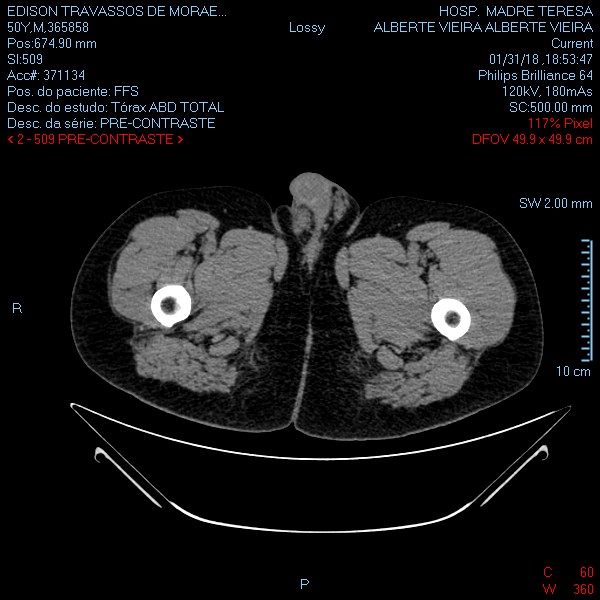 EDISON TRAVASSOS DE MORAE...
50Y,M,365858
Pos:674.90 mm
Sl:509
Acc#: 371134
Pos. do paciente: FFS
Desc. do estudo: Tórax ABD TOTAL
Desc. da série: PRE-CONTRASTE
< 2 - 509 PRE-CONTRASTE >
Lossy
HOSP. MADRE TERESA
ALBERTE VIEIRA ALBERTE VIEIRA
Current
01/31/18 ,18:53:47
Philips Brilliance 64
120kV, 180mAs
SC:500.00 mm
117% Pixel
DFOV 49.9 x 49.9 cm
SW 2.00 mm
R
10 cm
P
C 60
W 360